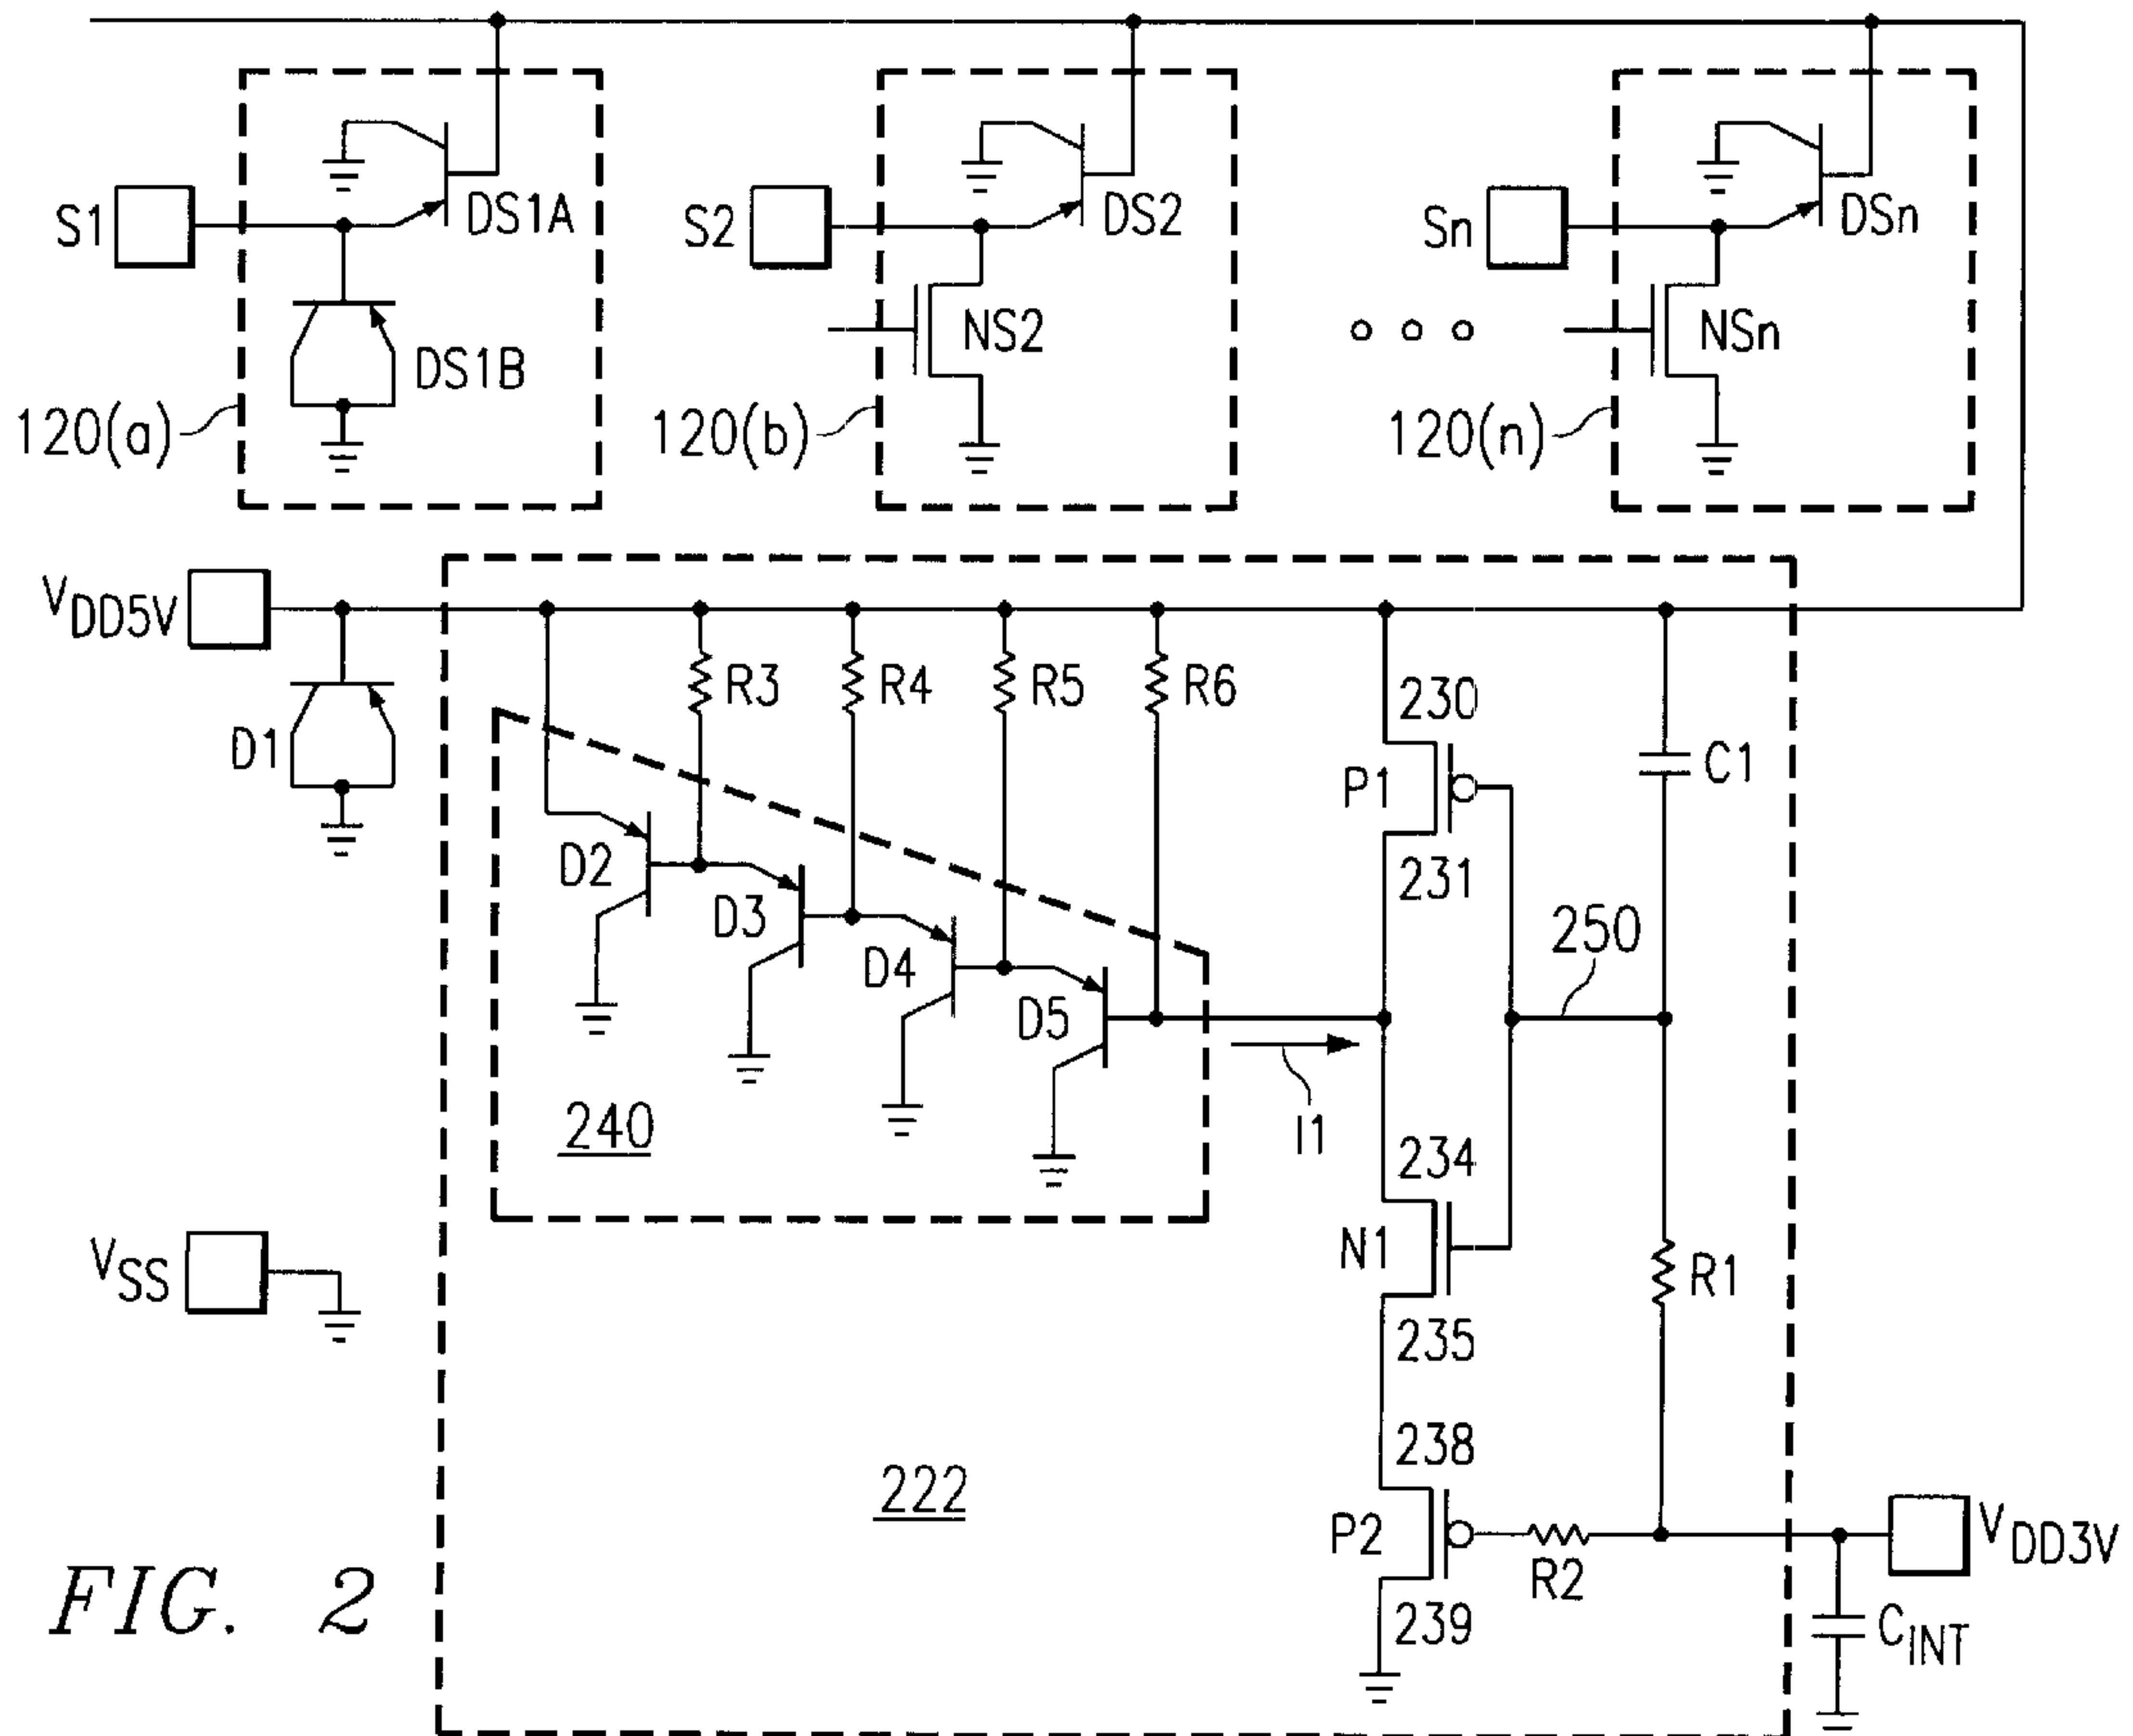 S1
DS1A
DS1B
120(a)
S2
DS2
NS2
120(b)
Sn
DSn
NSn
120(n)
VDD5V
D1
R3
R4
R5
R6
230
P1
231
C1
D2
D3
D4
D5
250
I1
240
234
N1
235
R1
VSS
238
P2
239
R2
222
VDD3V
CINT
FIG. 2